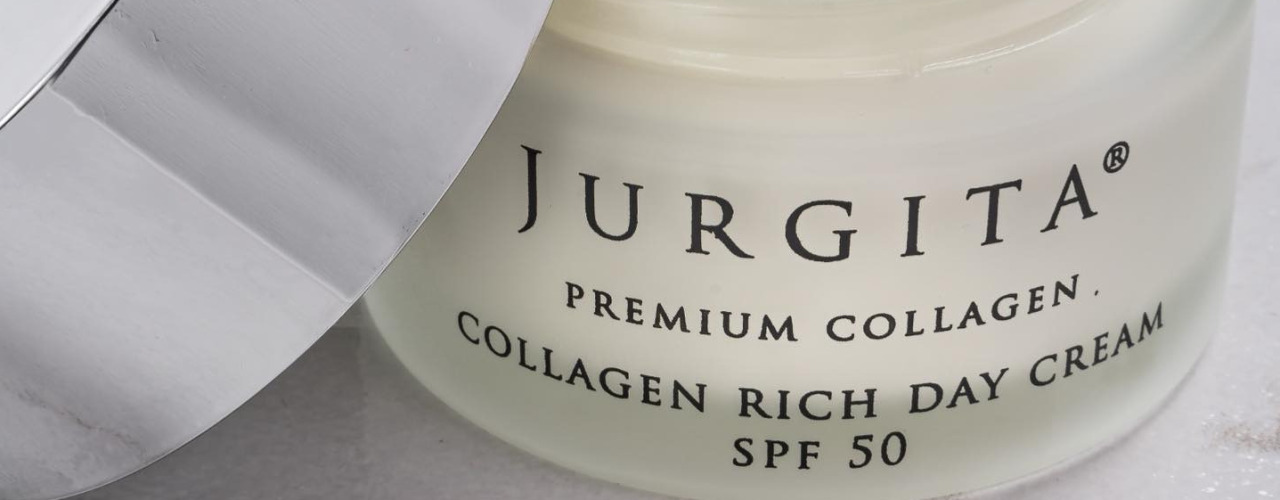 JURGITA®
PREMIUM COLLAGEN.
COLLAGEN RICH DAY CREAM
SPF 50